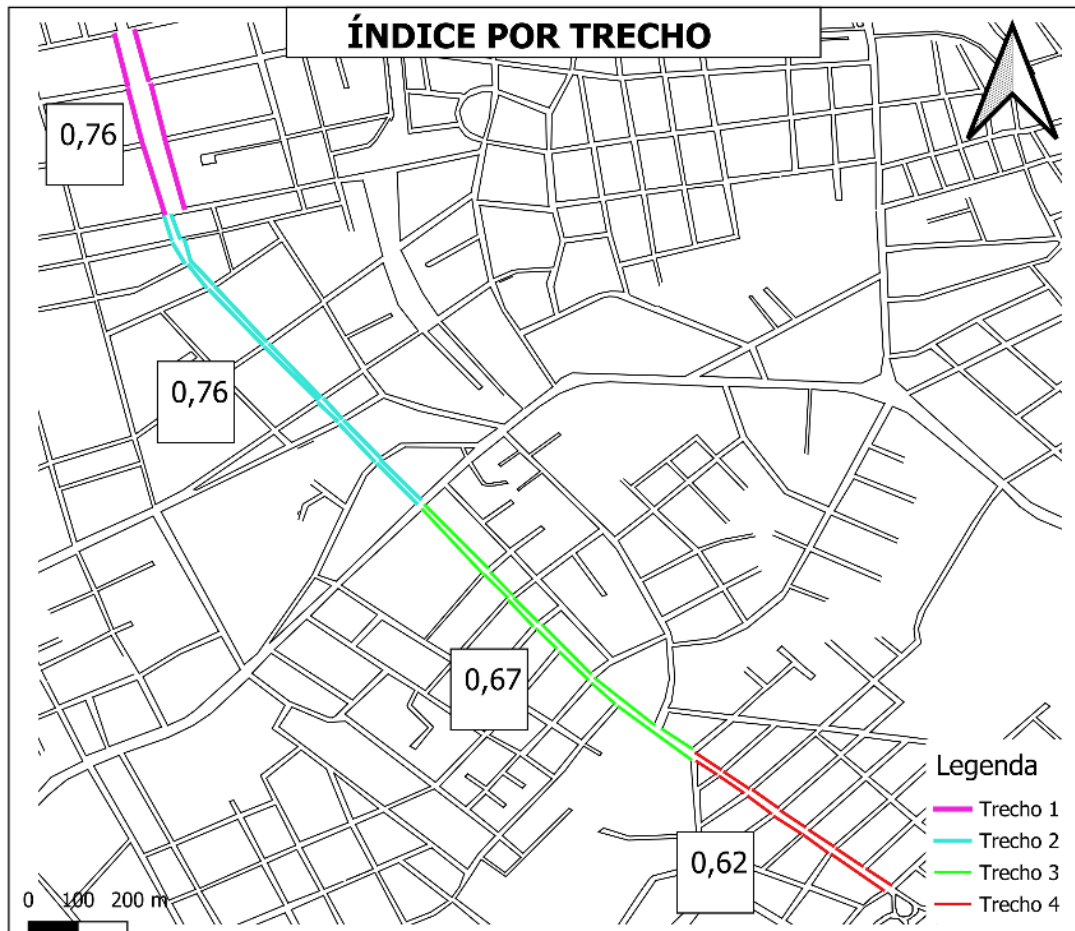 ÍNDICE POR TRECHO
0,76
0,76
0,67
0,62
Legenda
Trecho 1
Trecho 2
Trecho 3
Trecho 4
0 100 200 m